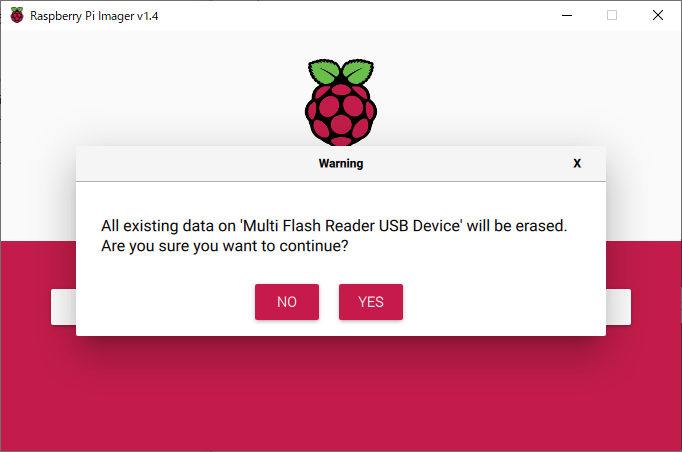 Raspberry Pi Imager v1.4
Warning
X
All existing data on 'Multi Flash Reader USB Device' will be erased.
Are you sure you want to continue?
NO
YES